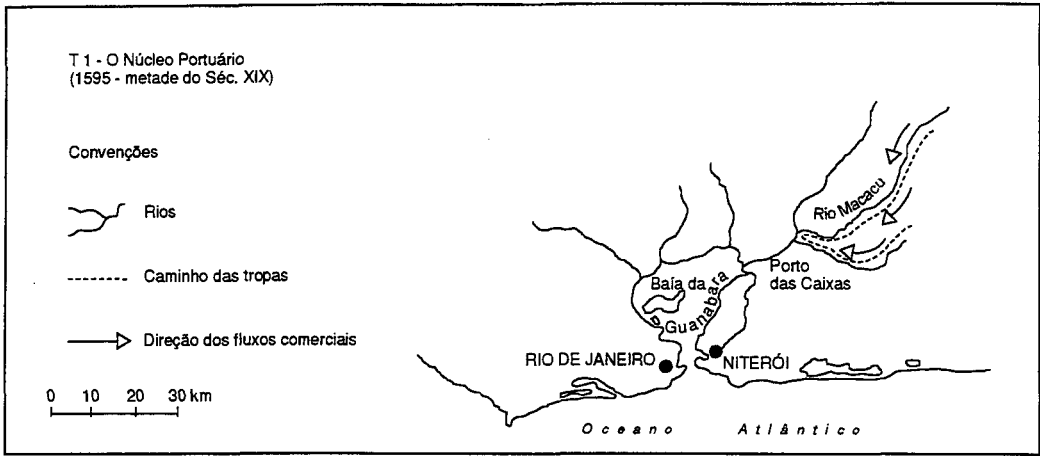 T 1 - O Núcleo Portuário
(1595 - metade do Séc. XIX)
Convenções
Rios
Caminho das tropas
Direção dos fluxos comerciais
0 10 20 30 km
Rio Macacu
Porto
das Caixas
Baía da
Guanabara
RIO DE JANEIRO
NITERÓI
Oceano Atlântico